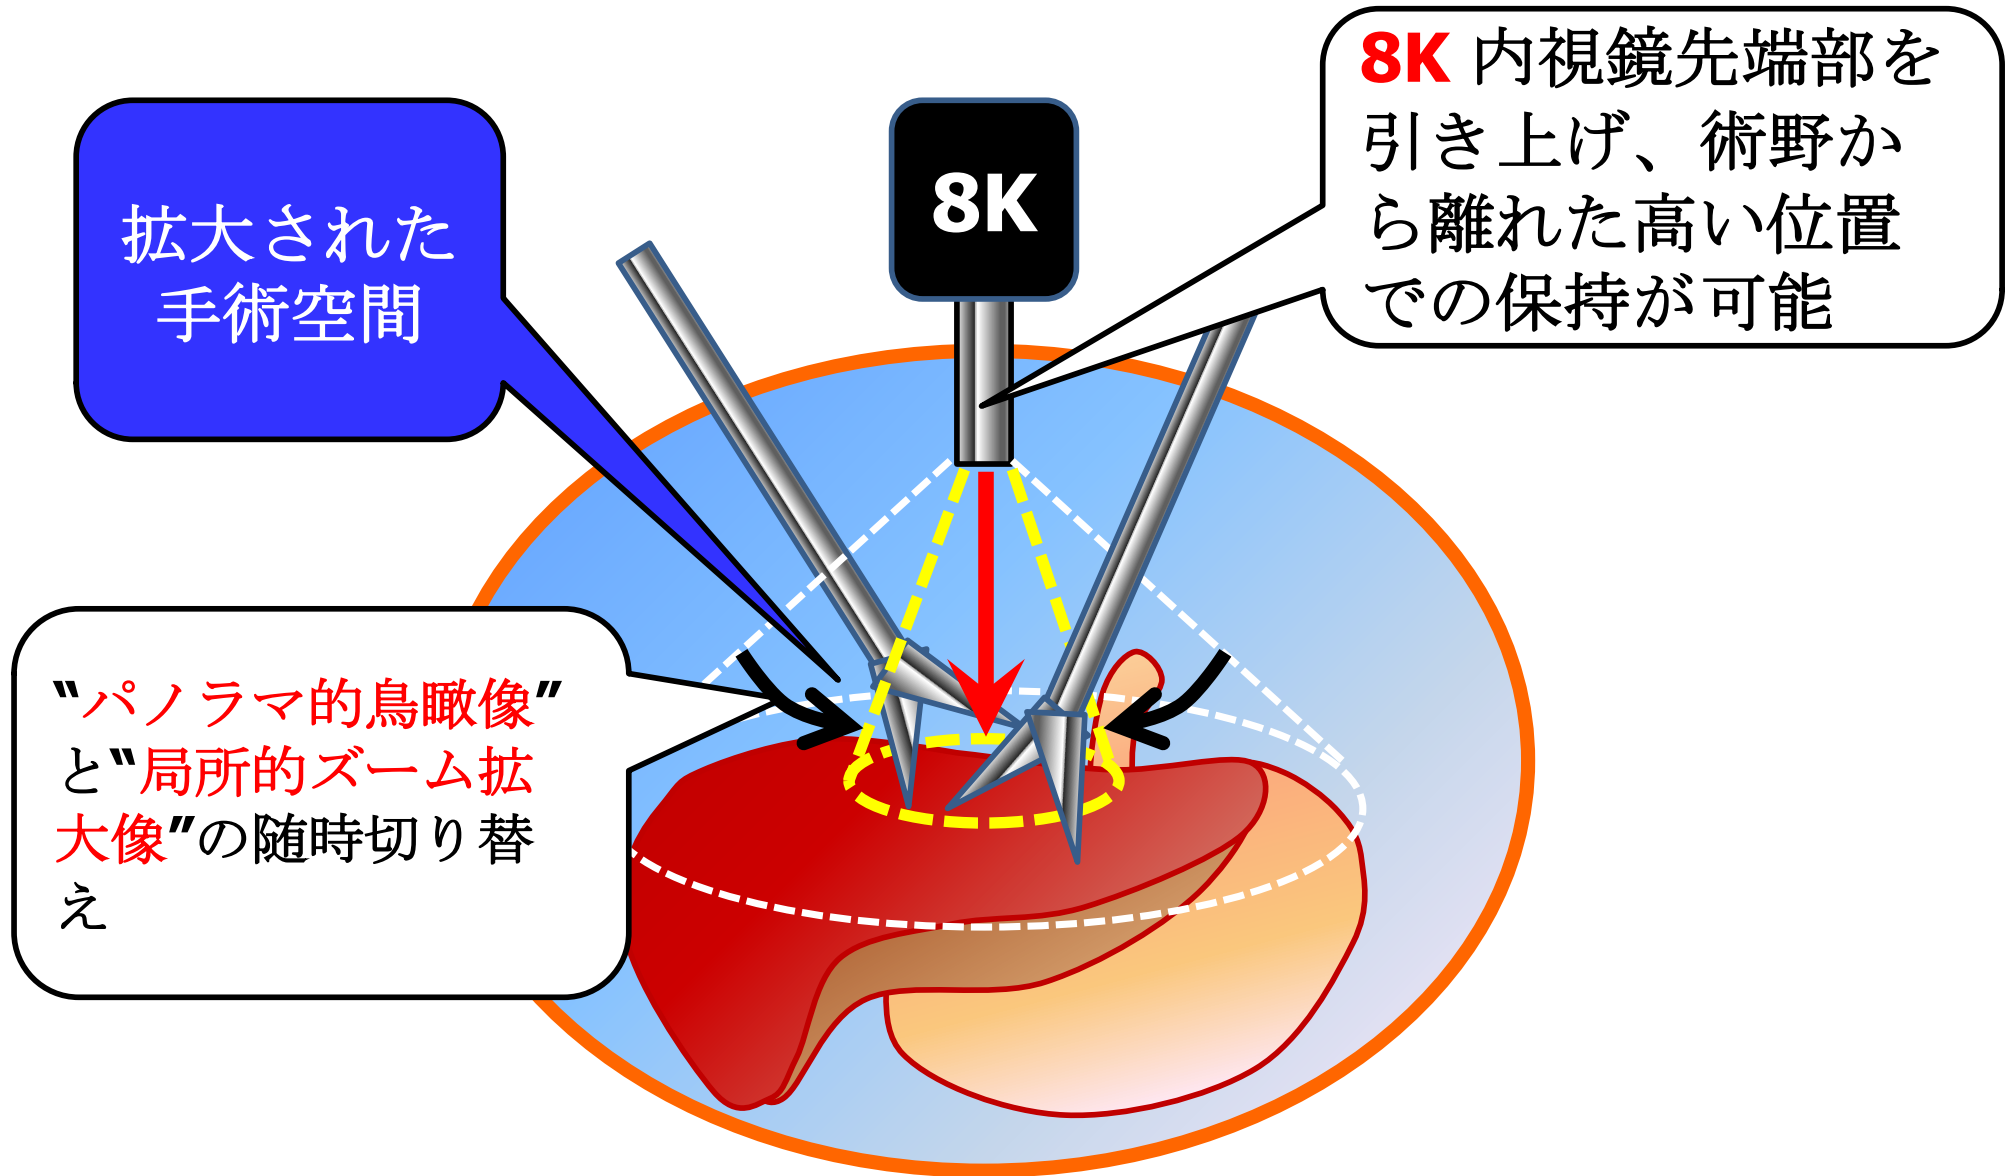 8K 内視鏡先端部を
引き上げ、術野か
ら離れた高い位置
での保持が可能
拡大された
手術空間
8K
“パノラマ的鳥瞰像”
と“局所的ズーム拡
大像”の随時切り替
え